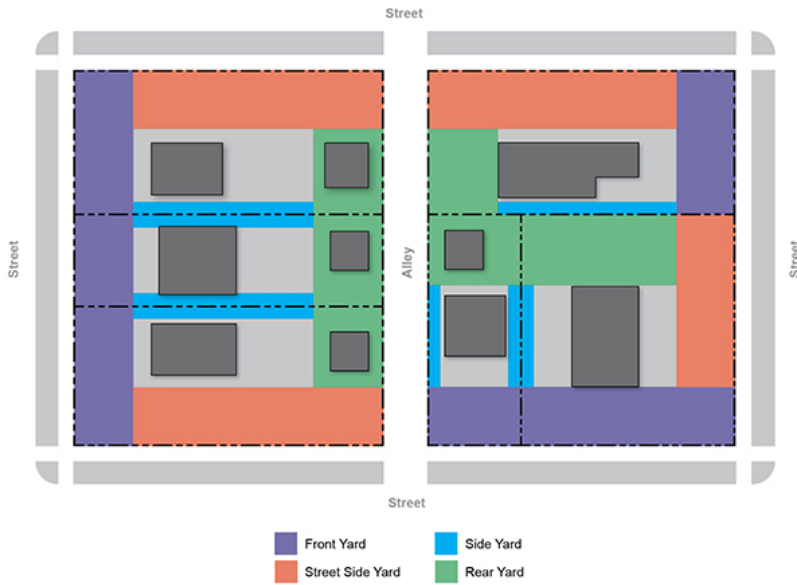 Street
Street
Alley
Street
Street
Front Yard
Side Yard
Street Side Yard
Rear Yard